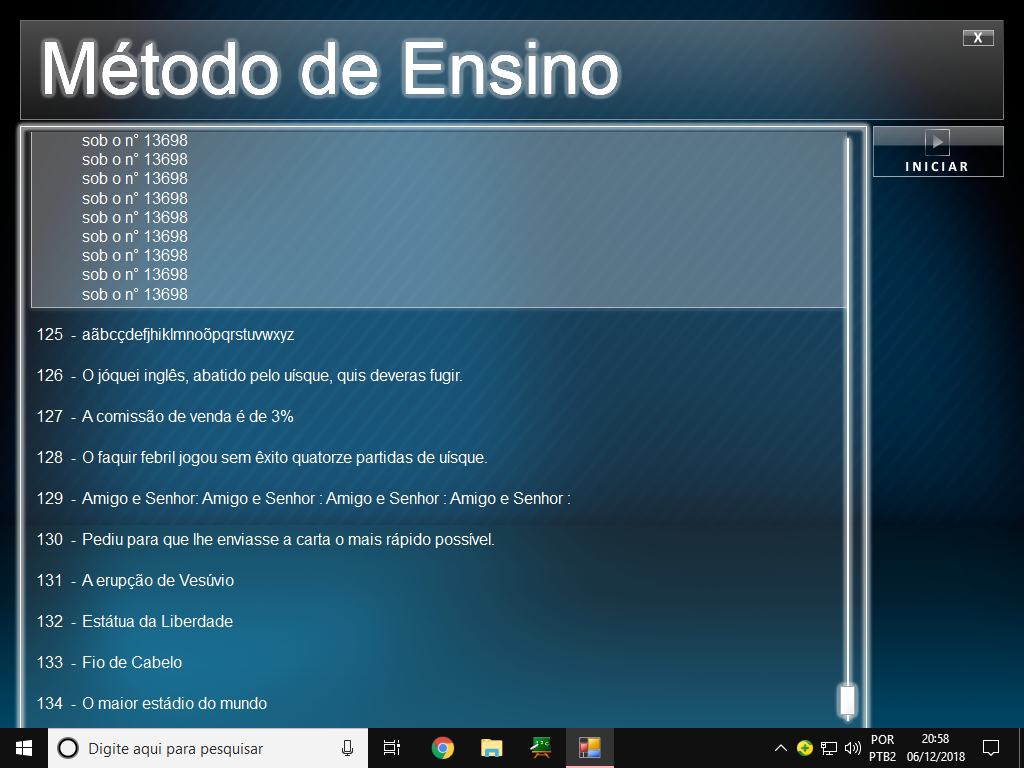 Método de Ensino
X
INICIAR
sob o n° 13698
sob o n° 13698
sob o n° 13698
sob o n° 13698
sob o n° 13698
sob o n° 13698
sob o n° 13698
sob o n° 13698
sob o n° 13698
125 - aãbcçdefjhiklmnoõpqrstuvwxyz
126 - O jóquei inglês, abatido pelo uísque, quis deveras fugir.
127 - A comissão de venda é de 3%
128 - O faquir febril jogou sem êxito quatorze partidas de uísque.
129 - Amigo e Senhor: Amigo e Senhor : Amigo e Senhor : Amigo e Senhor :
130 - Pediu para que lhe enviasse a carta o mais rápido possível.
131 - A erupção de Vesúvio
132 - Estátua da Liberdade
133 - Fio de Cabelo
134 - O maior estádio do mundo
Digite aqui para pesquisar
POR
PTB2
20:58
06/12/2018